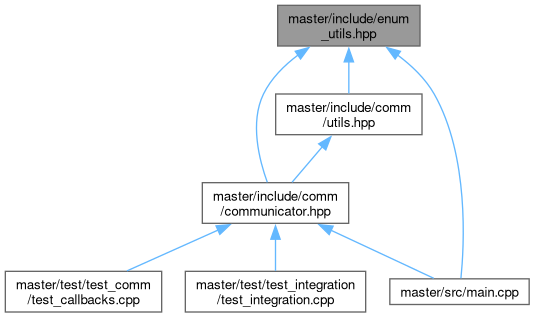 master/include/enum
_utils.hpp
master/include/comm
/utils.hpp
master/include/comm
/communicator.hpp
master/test/test_comm
/test_callbacks.cpp
master/test/test_integration
/test_integration.cpp
master/src/main.cpp